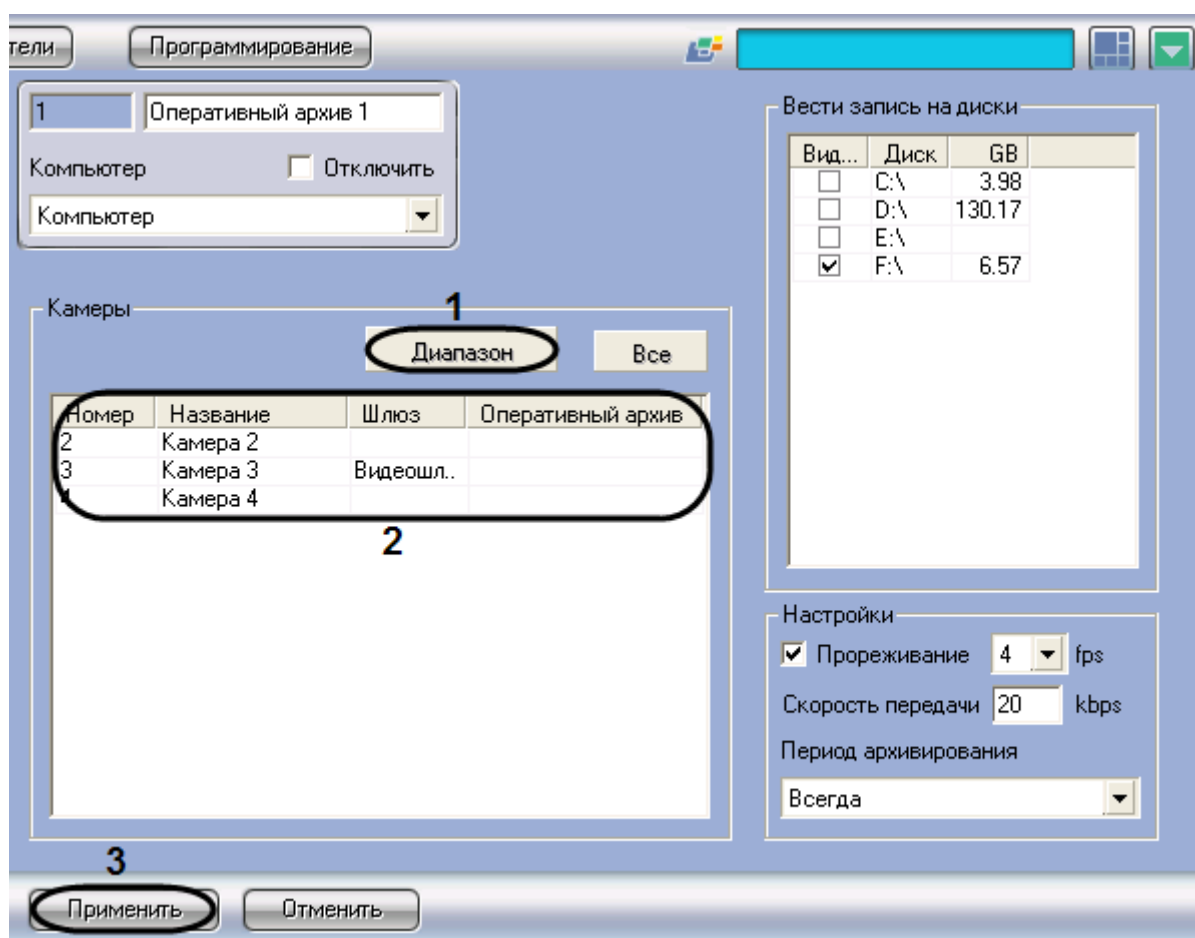 тели Программирование
1 Оперативный архив 1
Компьютер Отключить
Компьютер
Камеры
1
Диапазон Все
Номер Название Шлюз Оперативный архив
2 Камера 2
3 Камера 3 Видеошл..
4 Камера 4
2
Вести запись на диски
Вид... Диск GB
C:\ 3.98
D:\ 130.17
E:\
F:\ 6.57
Настройки
Прореживание 4 fps
Скорость передачи 20 kbps
Период архивирования
Всегда
3
Применить Отменить